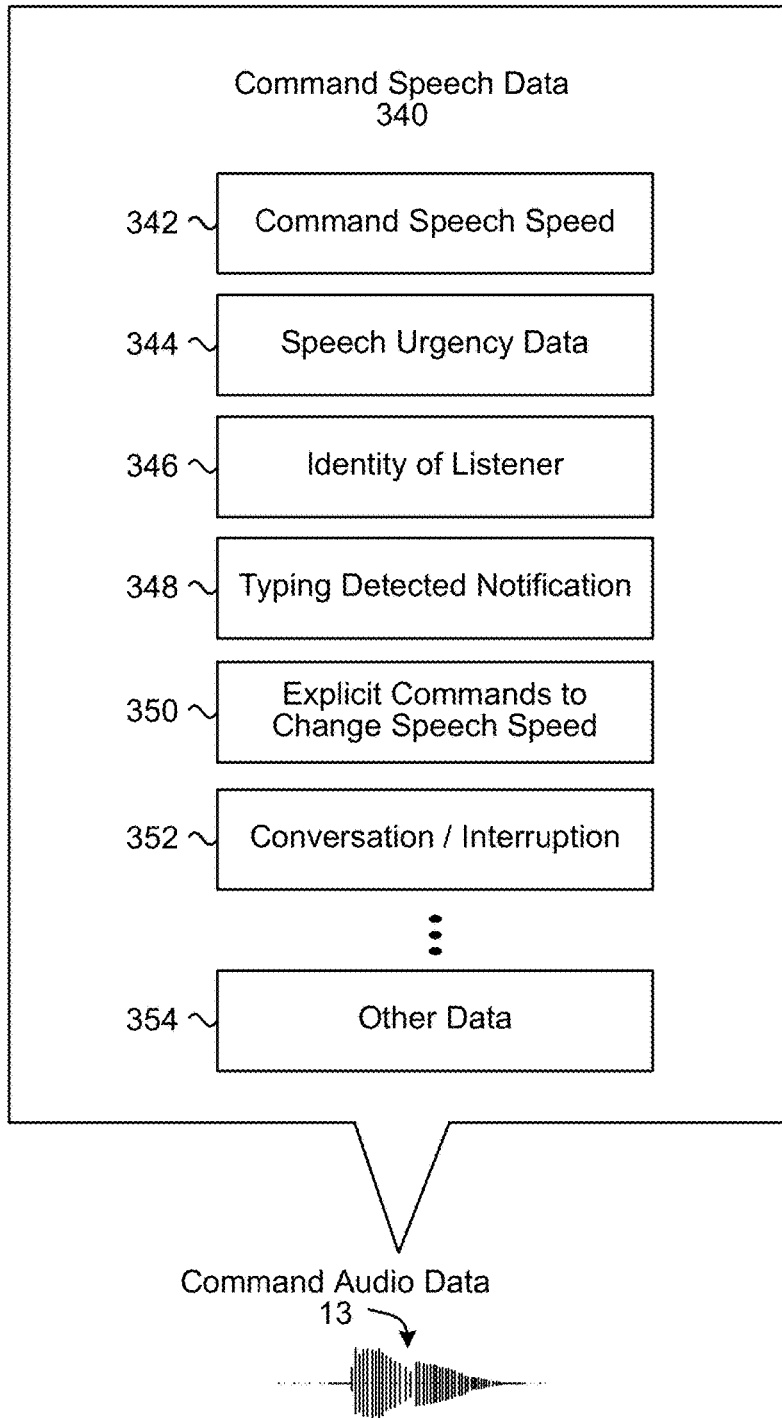 Command Speech Data
340
342 Command Speech Speed
344 Speech Urgency Data
346 Identity of Listener
348 Typing Detected Notification
350 Explicit Commands to
Change Speech Speed
352 Conversation / Interruption
354 Other Data
Command Audio Data
13